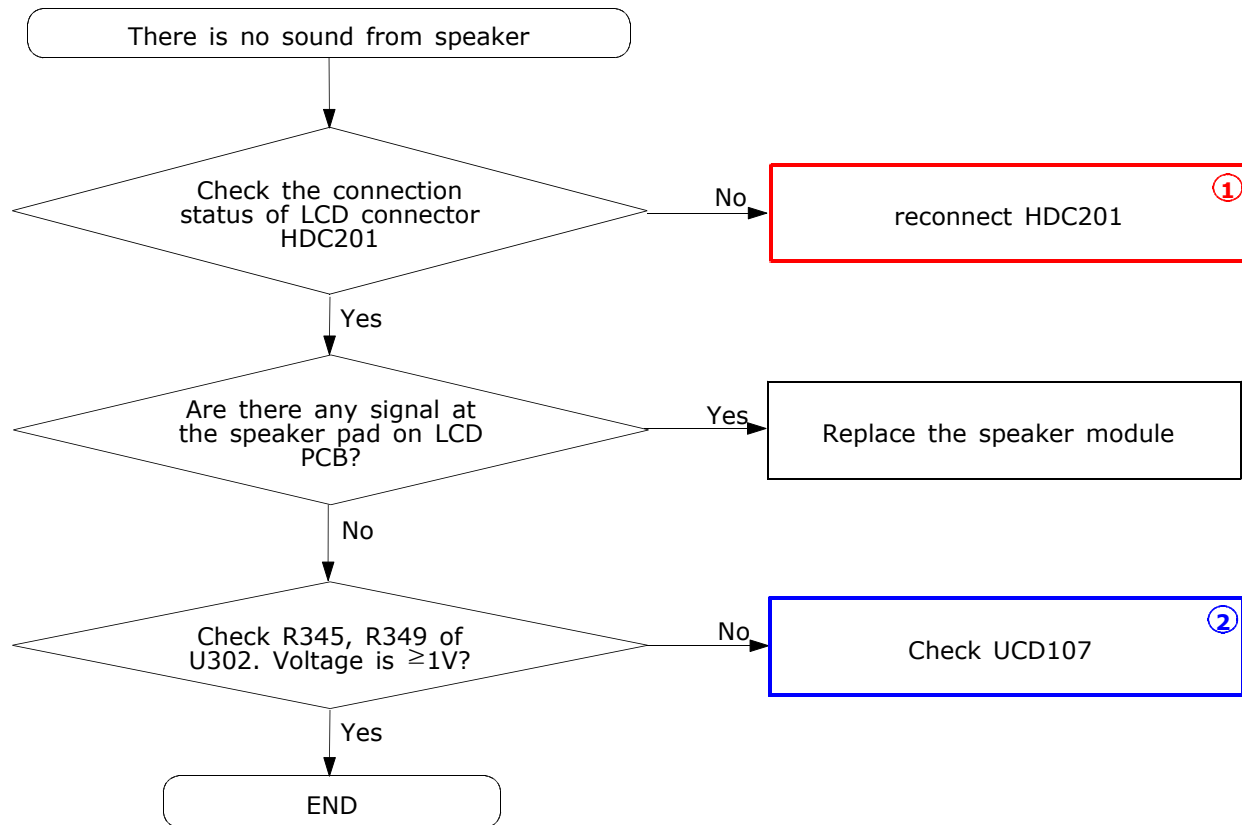 There is no sound from speaker
Check the connection
status of LCD connector
HDC201
No
reconnect HDC201
1
Yes
Are there any signal at
the speaker pad on LCD
PCB?
Yes
Replace the speaker module
No
Check R345, R349 of
U302. Voltage is ≥1V?
No
Check UCD107
2
Yes
END